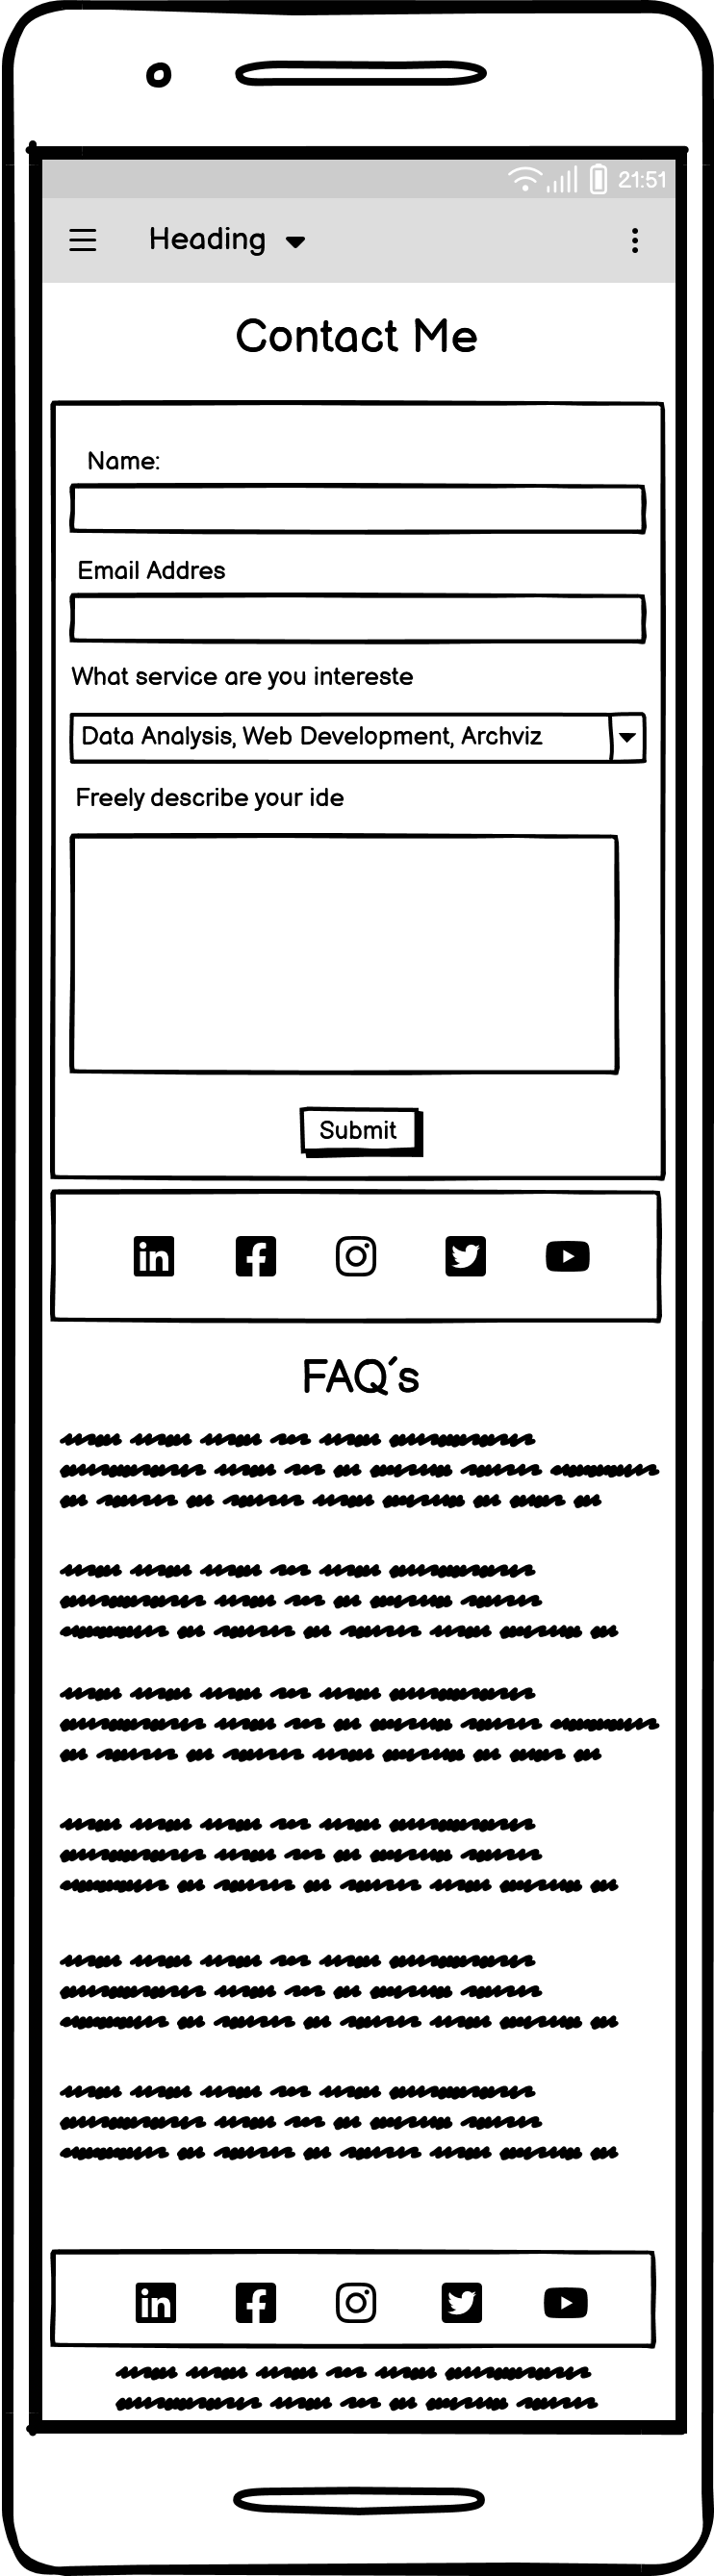 21:51
Heading
Contact Me
Name:
Email Addres
What service are you intereste
Data Analysis, Web Development, Archviz
Freely describe your ide
Submit
FAQ´s